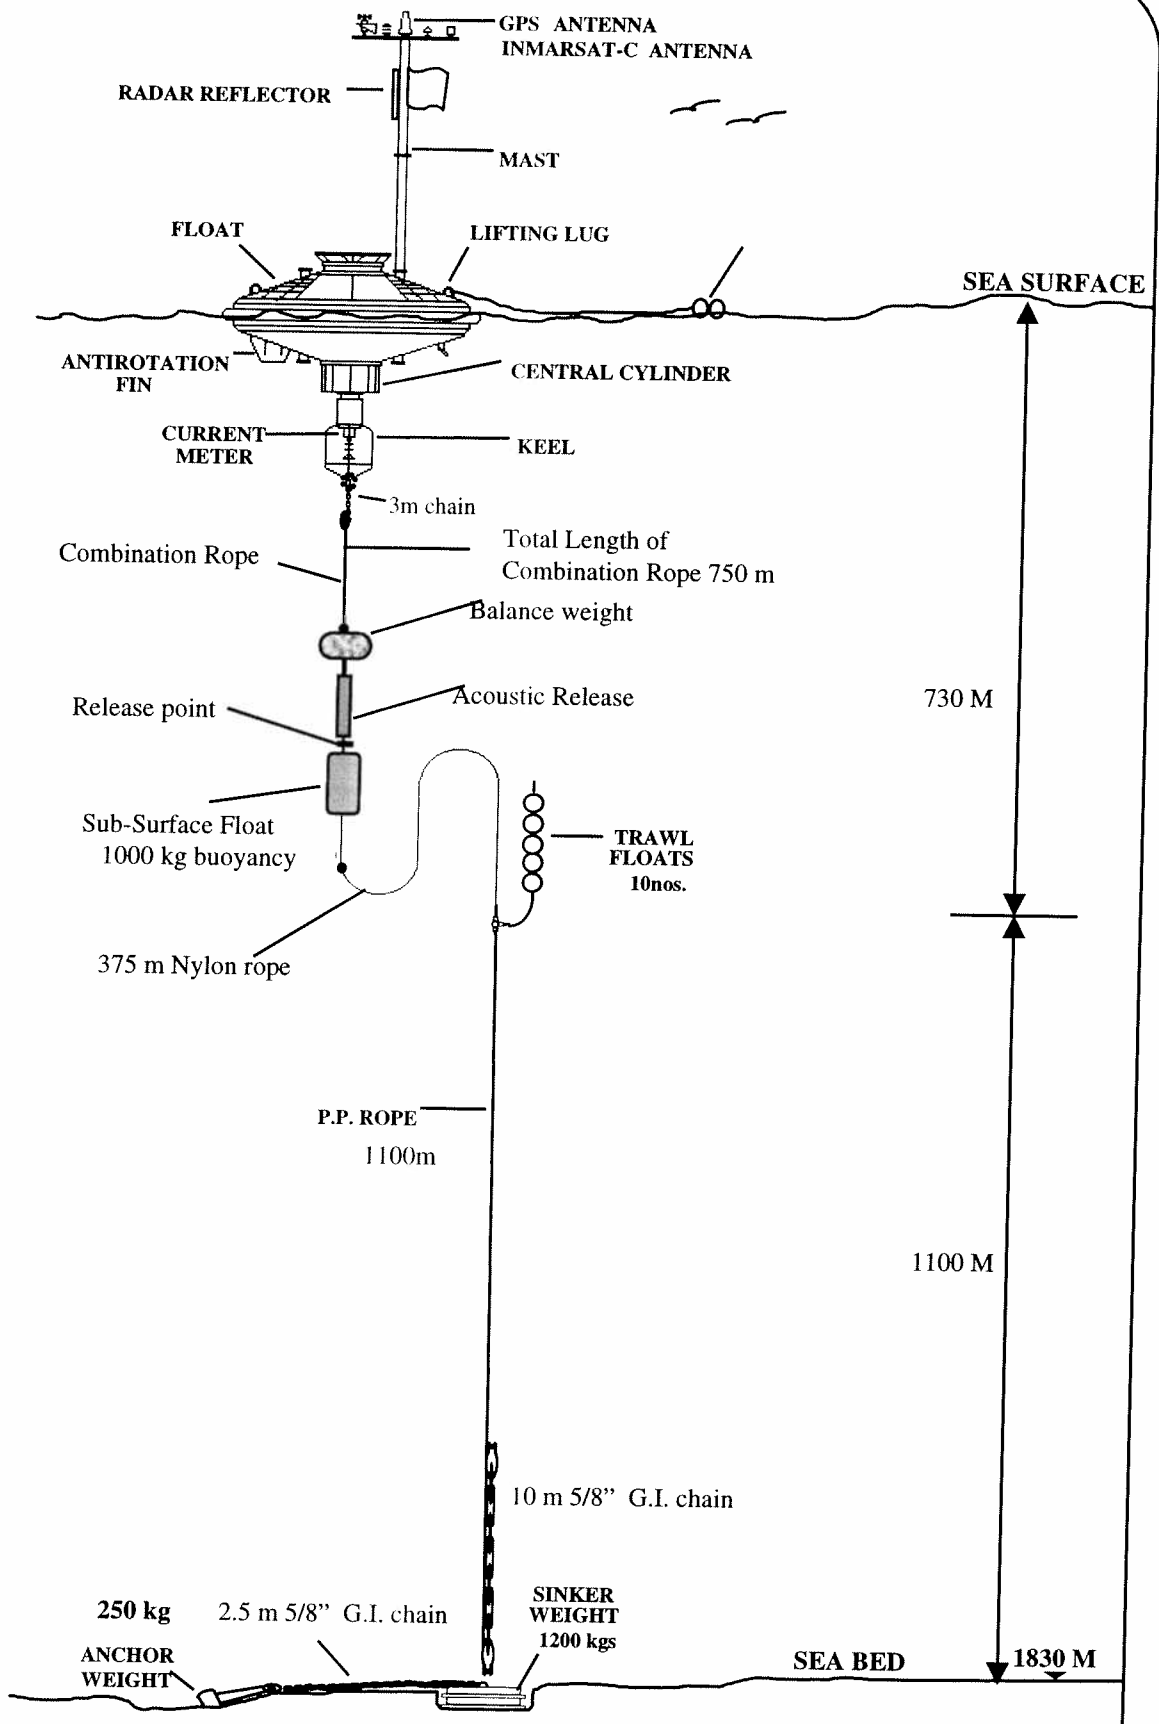 GPS ANTENNA
INMARSAT-C ANTENNA
RADAR REFLECTOR
MAST
FLOAT
LIFTING LUG
SEA SURFACE
ANTIROTATION
FIN
CENTRAL CYLINDER
CURRENT
METER
KEEL
3m chain
Combination Rope
Total Length of
Combination Rope 750 m
Balance weight
Acoustic Release
Release point
730 M
Sub-Surface Float
1000 kg buoyancy
TRAWL
FLOATS
10nos.
375 m Nylon rope
P.P. ROPE
1100m
1100 M
10 m 5/8” G.I. chain
250 kg
2.5 m 5/8” G.I. chain
SINKER
WEIGHT
1200 kgs
ANCHOR
WEIGHT
SEA BED
1830 M